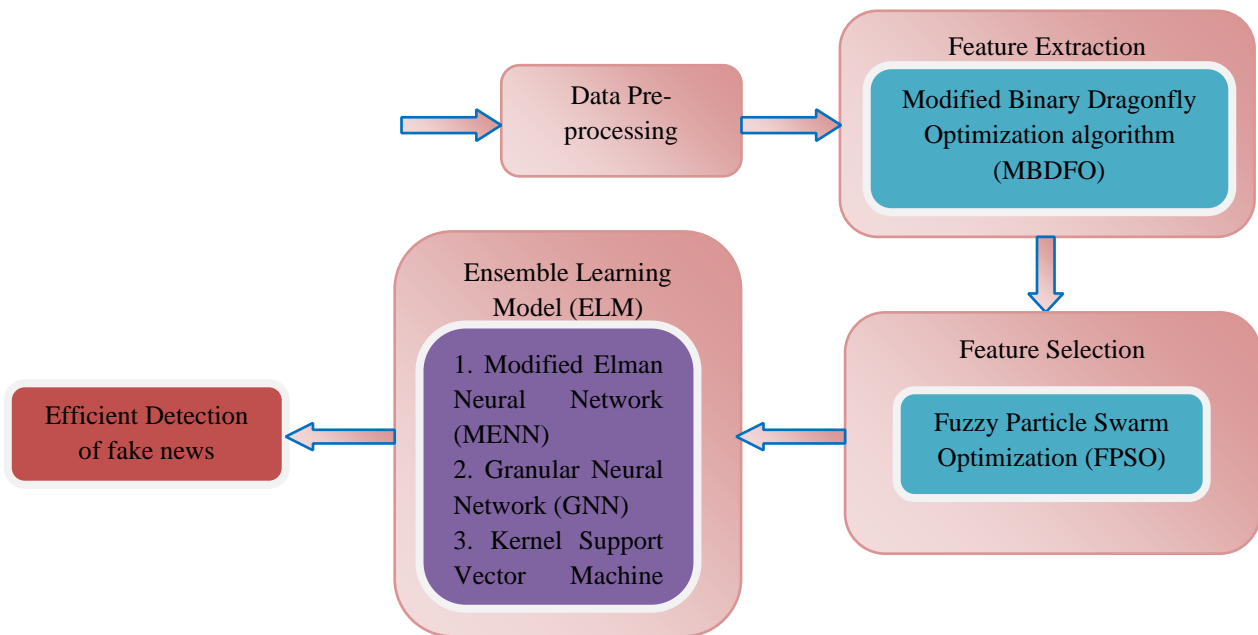 Data Pre-
processing
Feature Extraction
Modified Binary Dragonfly
Optimization algorithm
(MBDFO)
Feature Selection
Fuzzy Particle Swarm
Optimization (FPSO)
Ensemble Learning
Model (ELM)
1. Modified Elman
Neural Network
(MENN)
2. Granular Neural
Network (GNN)
3. Kernel Support
Vector Machine
Efficient Detection
of fake news